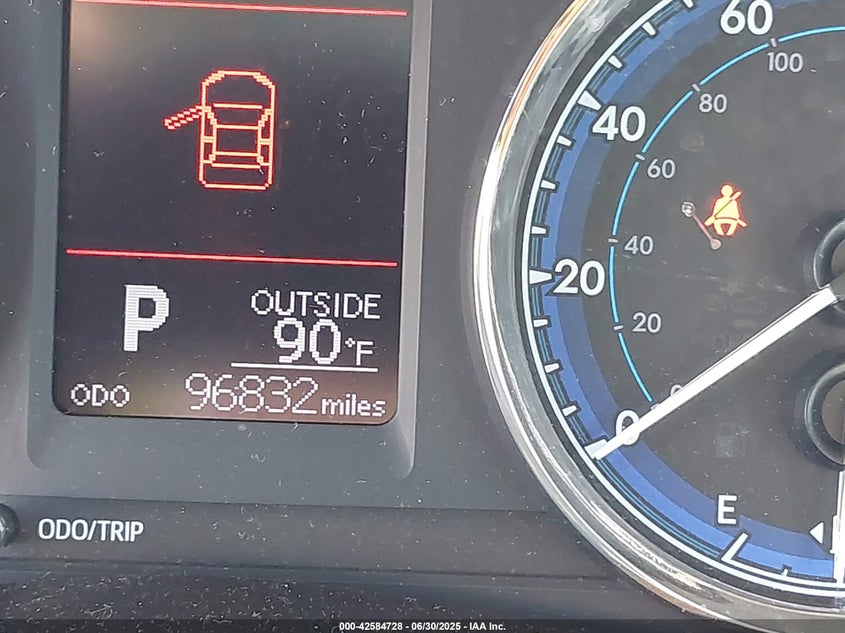 P
OUTSIDE
90°F
ODO 96832 miles
ODO/TRIP
60
40
20
0
100
80
60
40
20
E
000-42584728 - 06/30/2025 - IAA Inc.